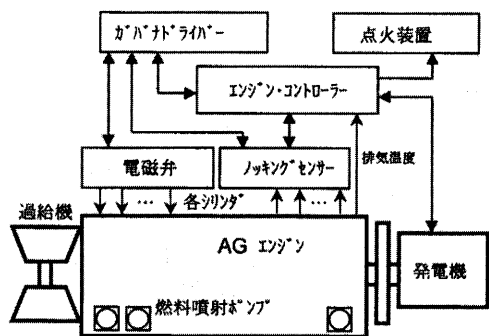 ｶﾞﾊﾞﾅﾄﾞﾗｲﾊﾞｰ
点火装置
ｴﾝｼﾞﾝ・ｺﾝﾄﾛｰﾗｰ
排気温度
電磁弁
ﾉｯｷﾝｸﾞｾﾝｻｰ
… 各ｼﾘﾝﾀﾞ …
過給機
AG ｴﾝｼﾞﾝ
発電機
燃料噴射ﾎﾟﾝﾌﾟ